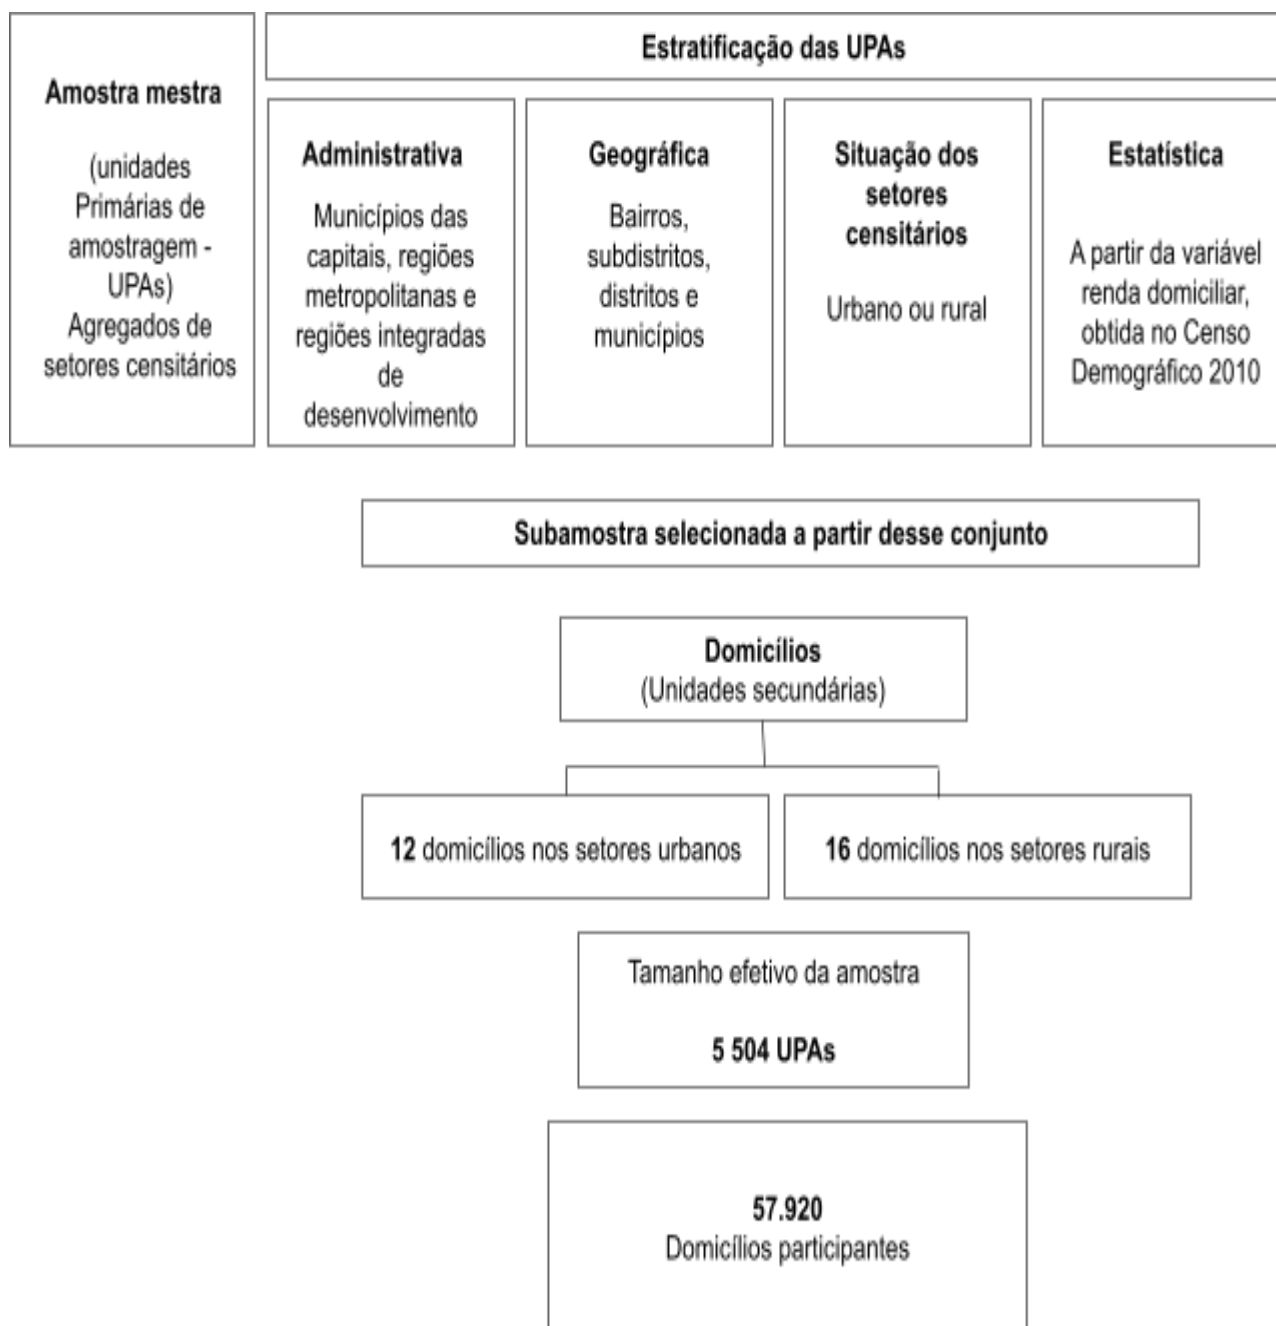 Amostra mestra
(unidades
Primárias de
amostragem -
UPAs)
Agregados de
setores censitários
Estratificação das UPAs
Administrativa
Municípios das
capitais, regiões
metropolitanas e
regiões integradas
de
desenvolvimento
Geográfica
Bairros,
subdistritos,
distritos e
municípios
Situação dos
setores
censitários
Urbano ou rural
Estatística
A partir da variável
renda domiciliar,
obtida no Censo
Demográfico 2010
Subamostra selecionada a partir desse conjunto
Domicílios
(Unidades secundárias)
12 domicílios nos setores urbanos
16 domicílios nos setores rurais
Tamanho efetivo da amostra
5 504 UPAs
57.920
Domicílios participantes